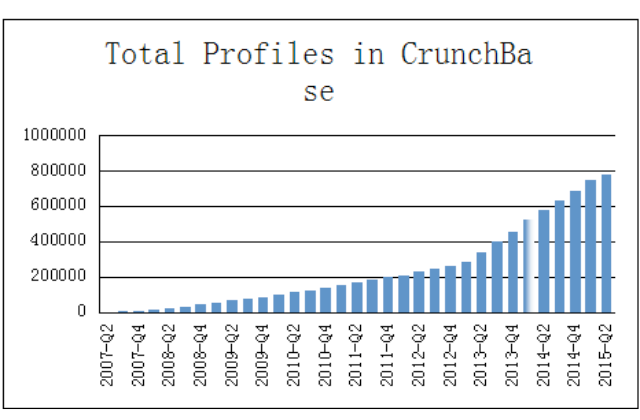 Total Profiles in CrunchBa
se
1000000
800000
600000
400000
200000
0
2007-Q2
2007-Q4
2008-Q2
2008-Q4
2009-Q2
2009-Q4
2010-Q2
2010-Q4
2011-Q2
2011-Q4
2012-Q2
2012-Q4
2013-Q2
2013-Q4
2014-Q2
2014-Q4
2015-Q2